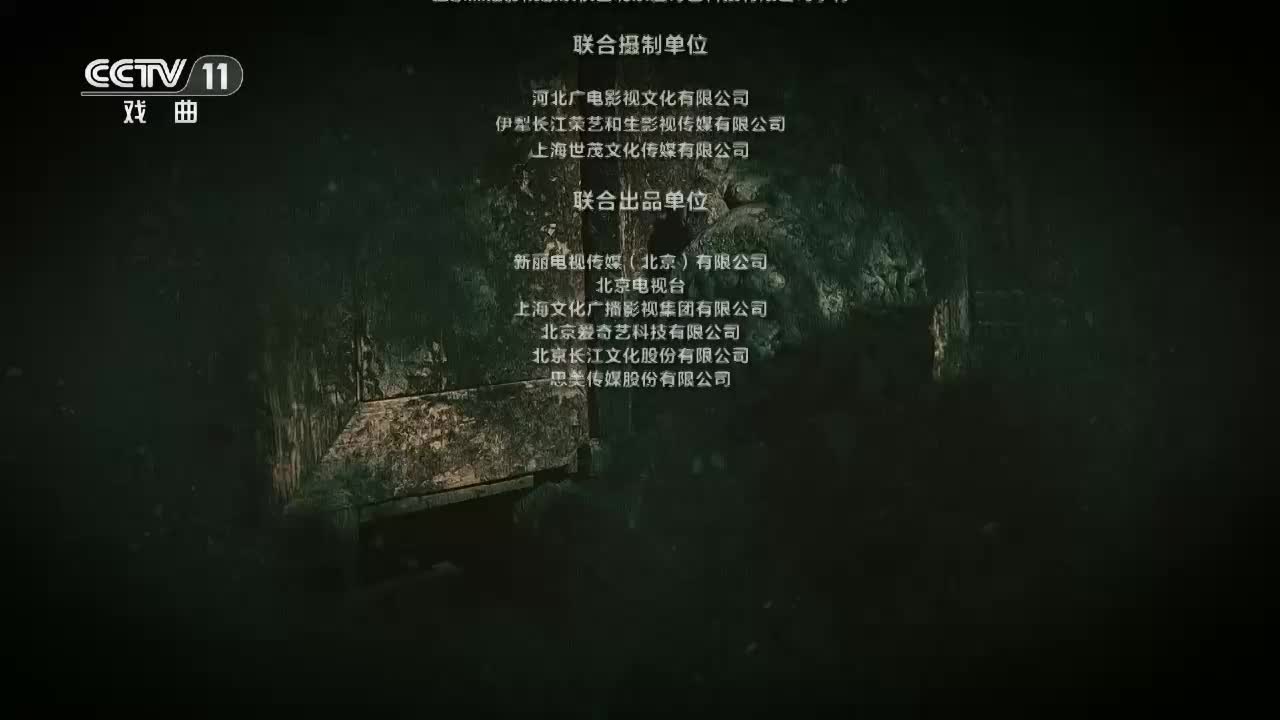 联合摄制单位
CCTV 11
戏曲
河北广电影视文化有限公司
伊犁长江荣艺和生影视传媒有限公司
上海世茂文化传媒有限公司
联合出品单位
新丽电视传媒（北京）有限公司
北京电视台
上海文化广播影视集团有限公司
北京爱奇艺科技有限公司
北京长江文化股份有限公司
思美传媒股份有限公司